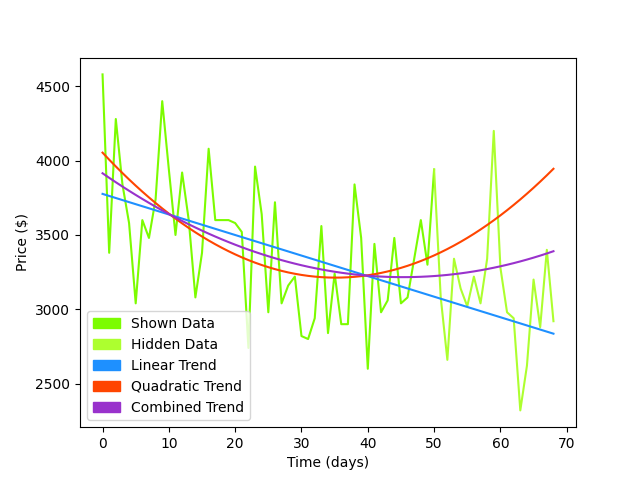 4500
4000
3500
3000
2500
Price ($)
Shown Data
Hidden Data
Linear Trend
Quadratic Trend
Combined Trend
0 10 20 30 40 50 60 70
Time (days)